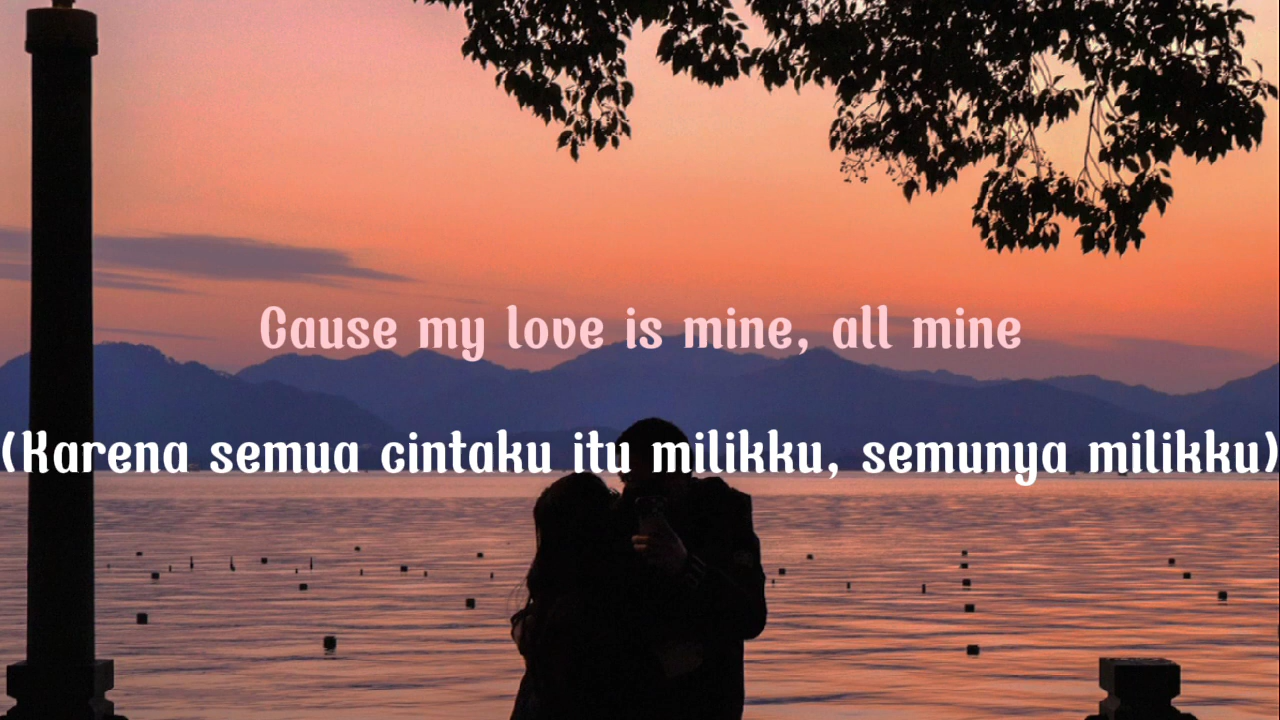 Cause my love is mine, all mine
(Karena semua cintaku itu milikku, semunya milikku)